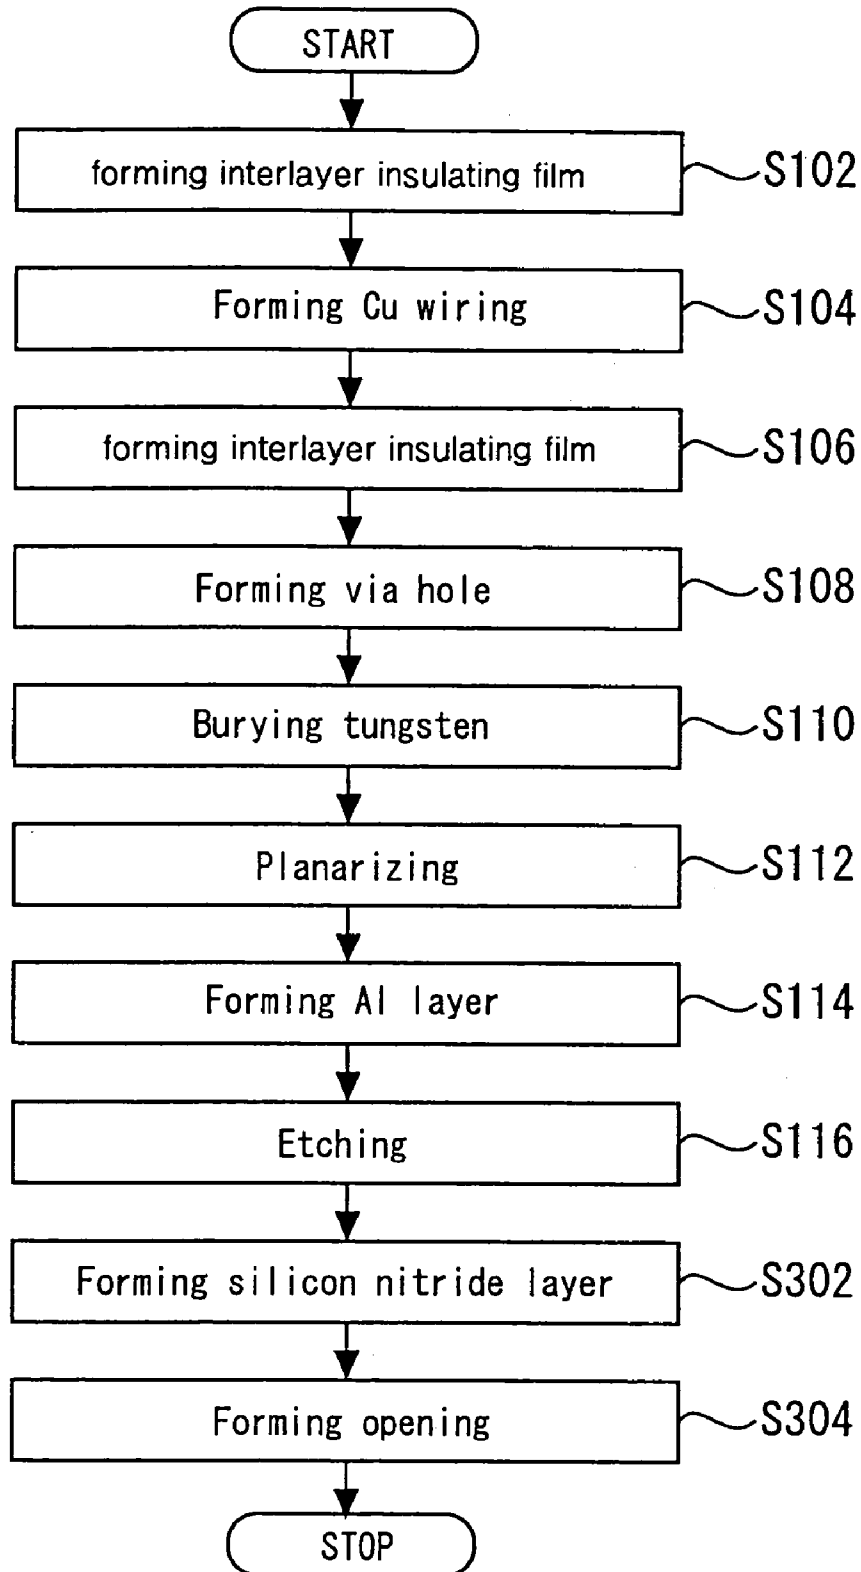 START
forming interlayer insulating film
S102
Forming Cu wiring
S104
forming interlayer insulating film
S106
Forming via hole
S108
Burying tungsten
S110
Planarizing
S112
Forming Al layer
S114
Etching
S116
Forming silicon nitride layer
S302
Forming opening
S304
STOP